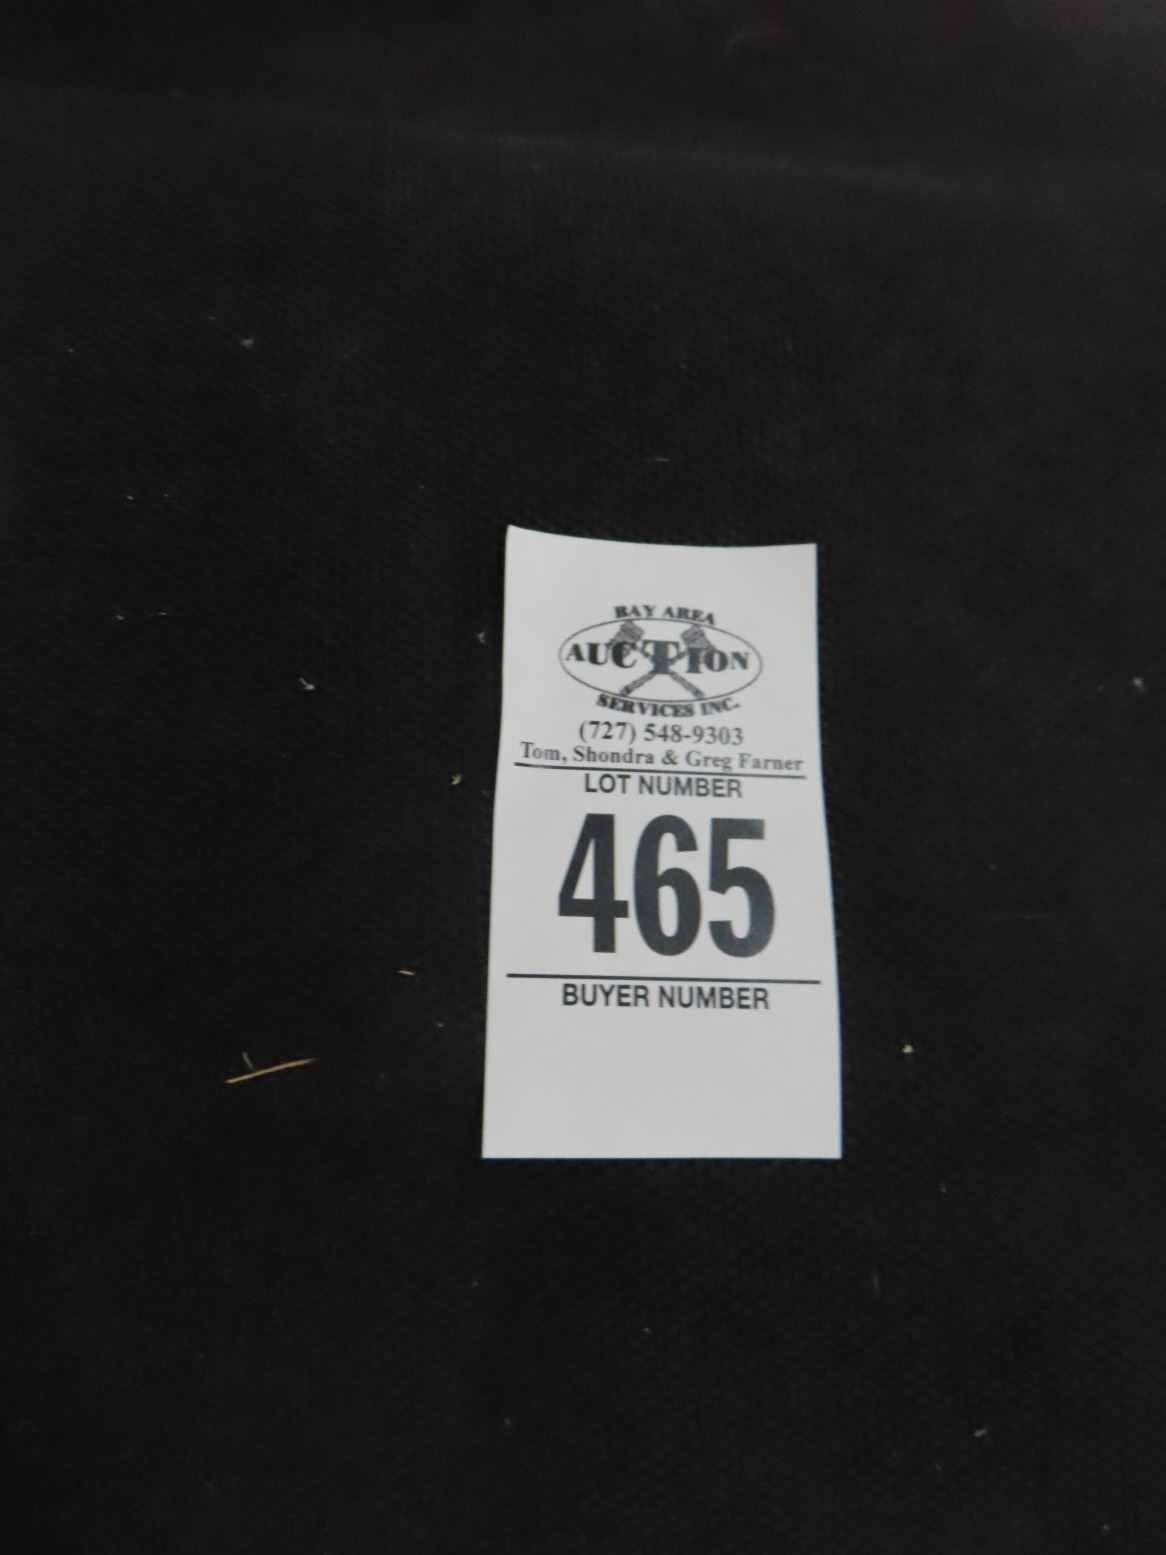 BAY AREA
AUCTION
SERVICES INC.
(727) 548-9303
Tom, Shondra & Greg Farner
LOT NUMBER
465
BUYER NUMBER